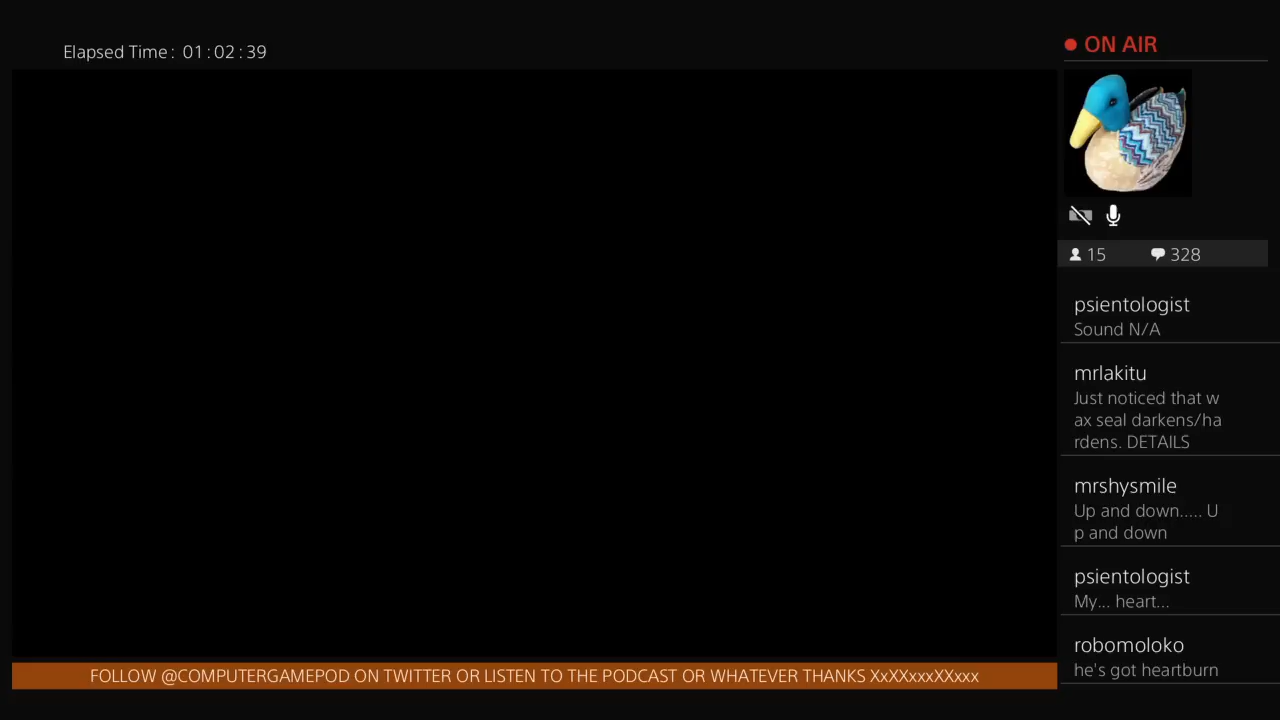 Elapsed Time: 01:02:39
ON AIR
15 328
psientologist
Sound N/A
mrlakitu
Just noticed that w
ax seal darkens/ha
rdens. DETAILS
mrshysmile
Up and down..... U
p and down
psientologist
My... heart...
robomoloko
he's got heartburn
FOLLOW @COMPUTERGAMEPOD ON TWITTER OR LISTEN TO THE PODCAST OR WHATEVER THANKS XxXXxxxXXxxx